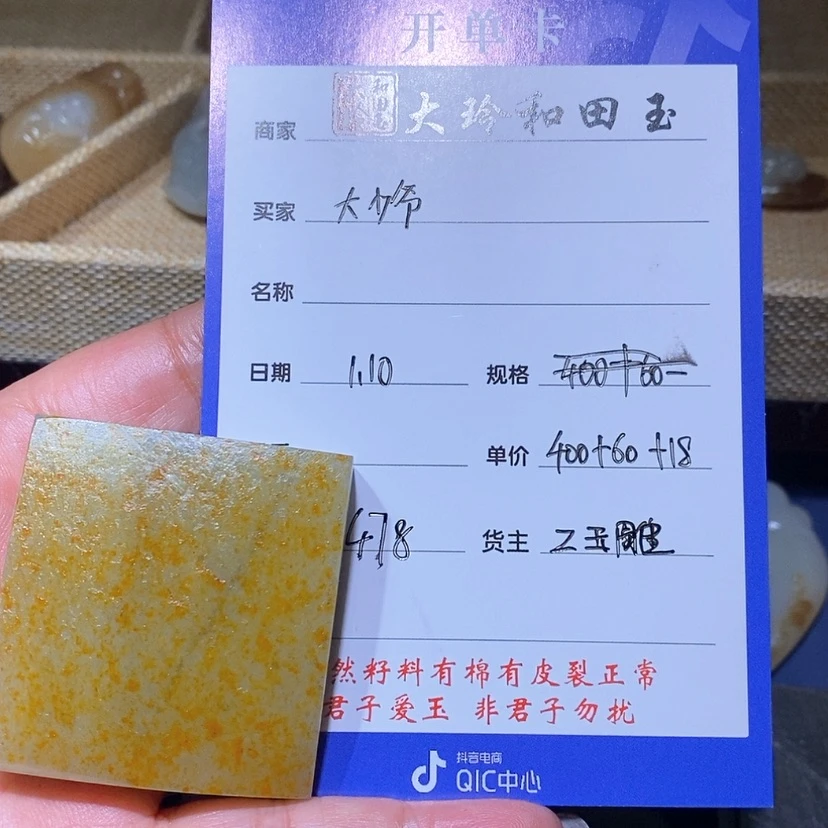 开单卡
商家 大玲和田玉
买家 大少爷
名称
日期 1.10 规格 400+60-
单价 400+60+18
478 货主 工玉雕
然籽料有棉有皮裂正常
君子爱玉 非君子勿扰
抖音电商
QIC中心